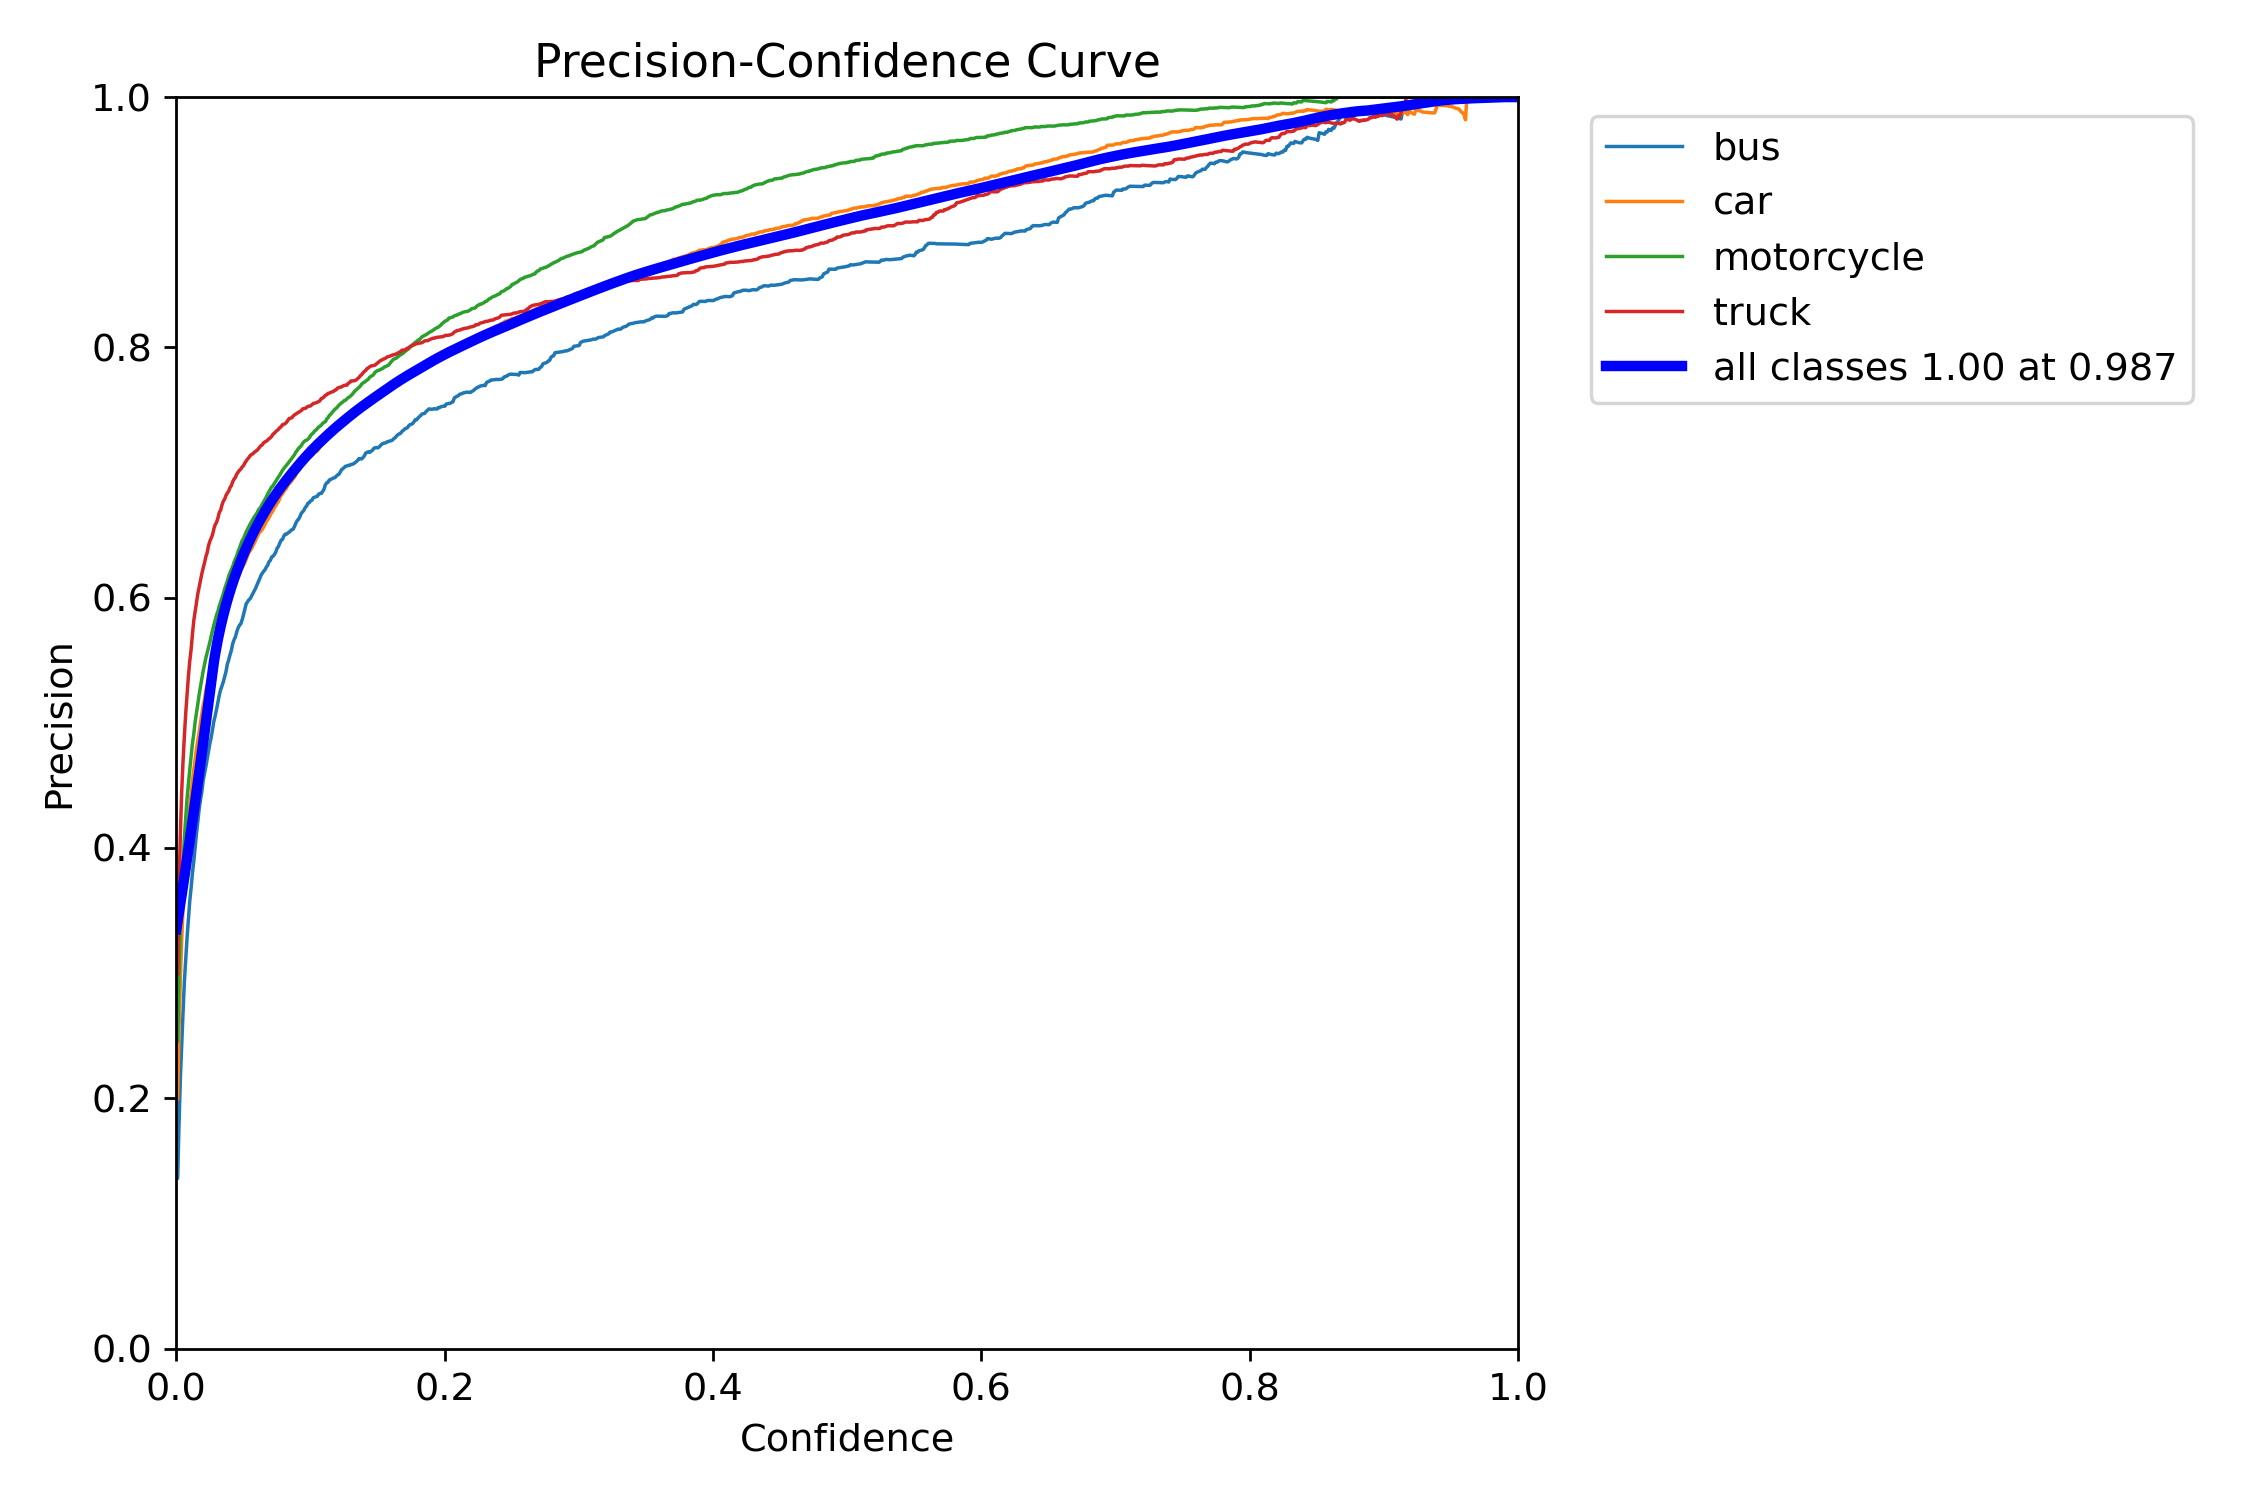 Precision-Confidence Curve
1.0
0.8
0.6
0.4
0.2
0.0
Precision
0.0 0.2 0.4 0.6 0.8 1.0
Confidence
bus
car
motorcycle
truck
all classes 1.00 at 0.987